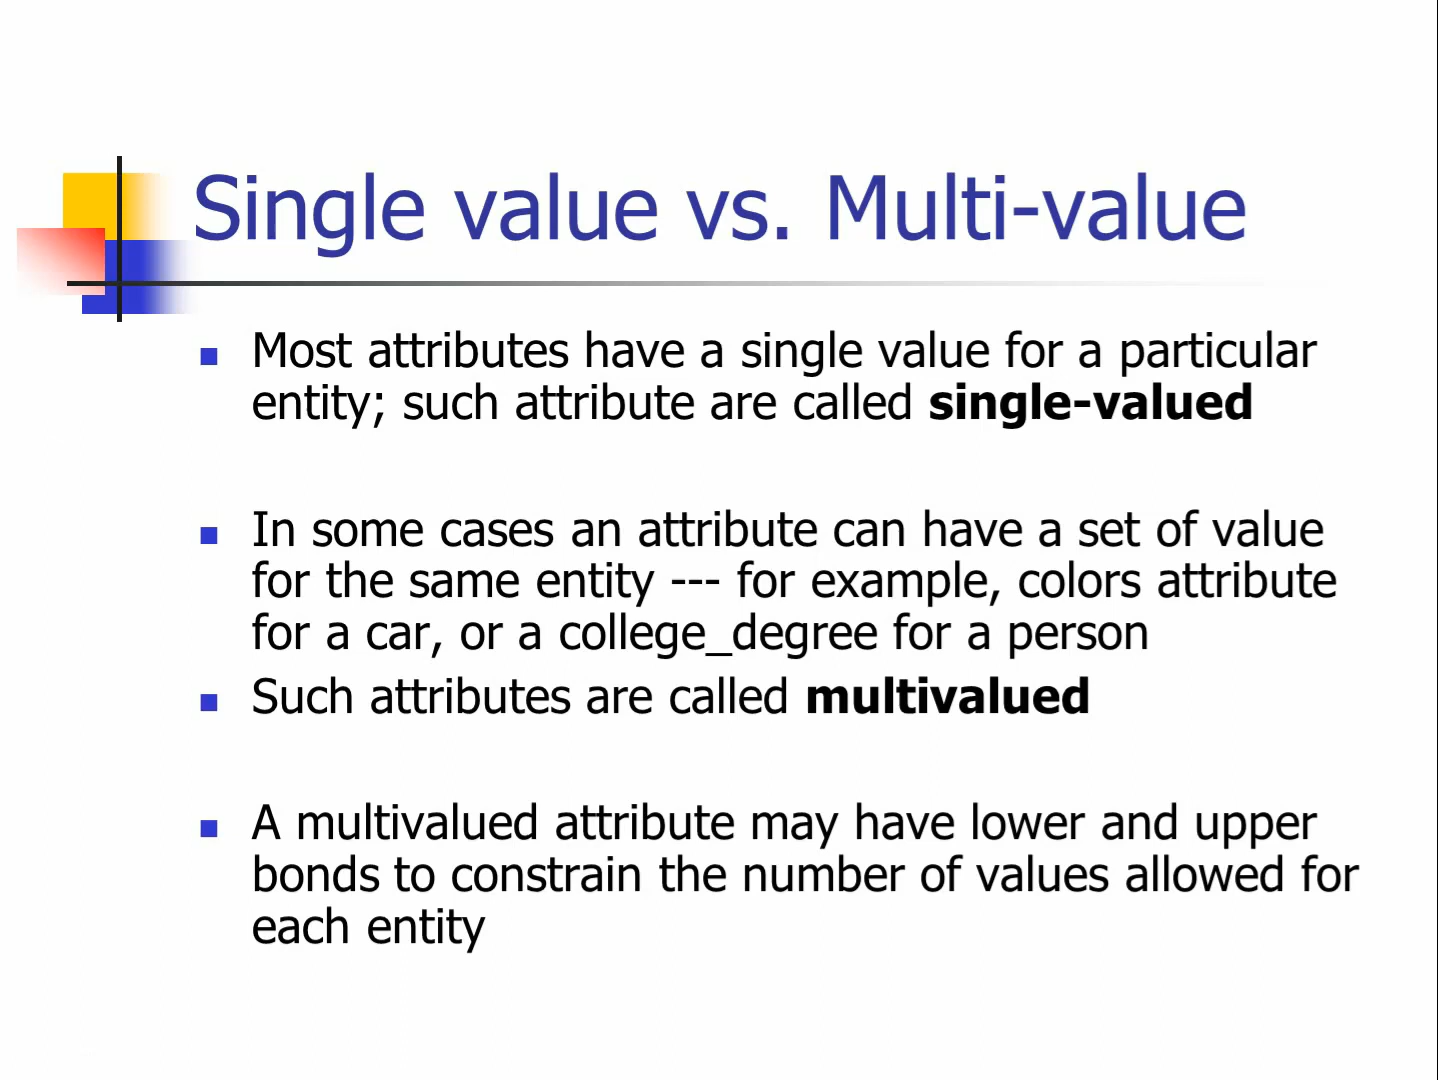 Single value vs. Multi-value
Most attributes have a single value for a particular
entity; such attribute are called single-valued
In some cases an attribute can have a set of value
for the same entity --- for example, colors attribute
for a car, or a college_degree for a person
Such attributes are called multivalued
A multivalued attribute may have lower and upper
bonds to constrain the number of values allowed for
each entity